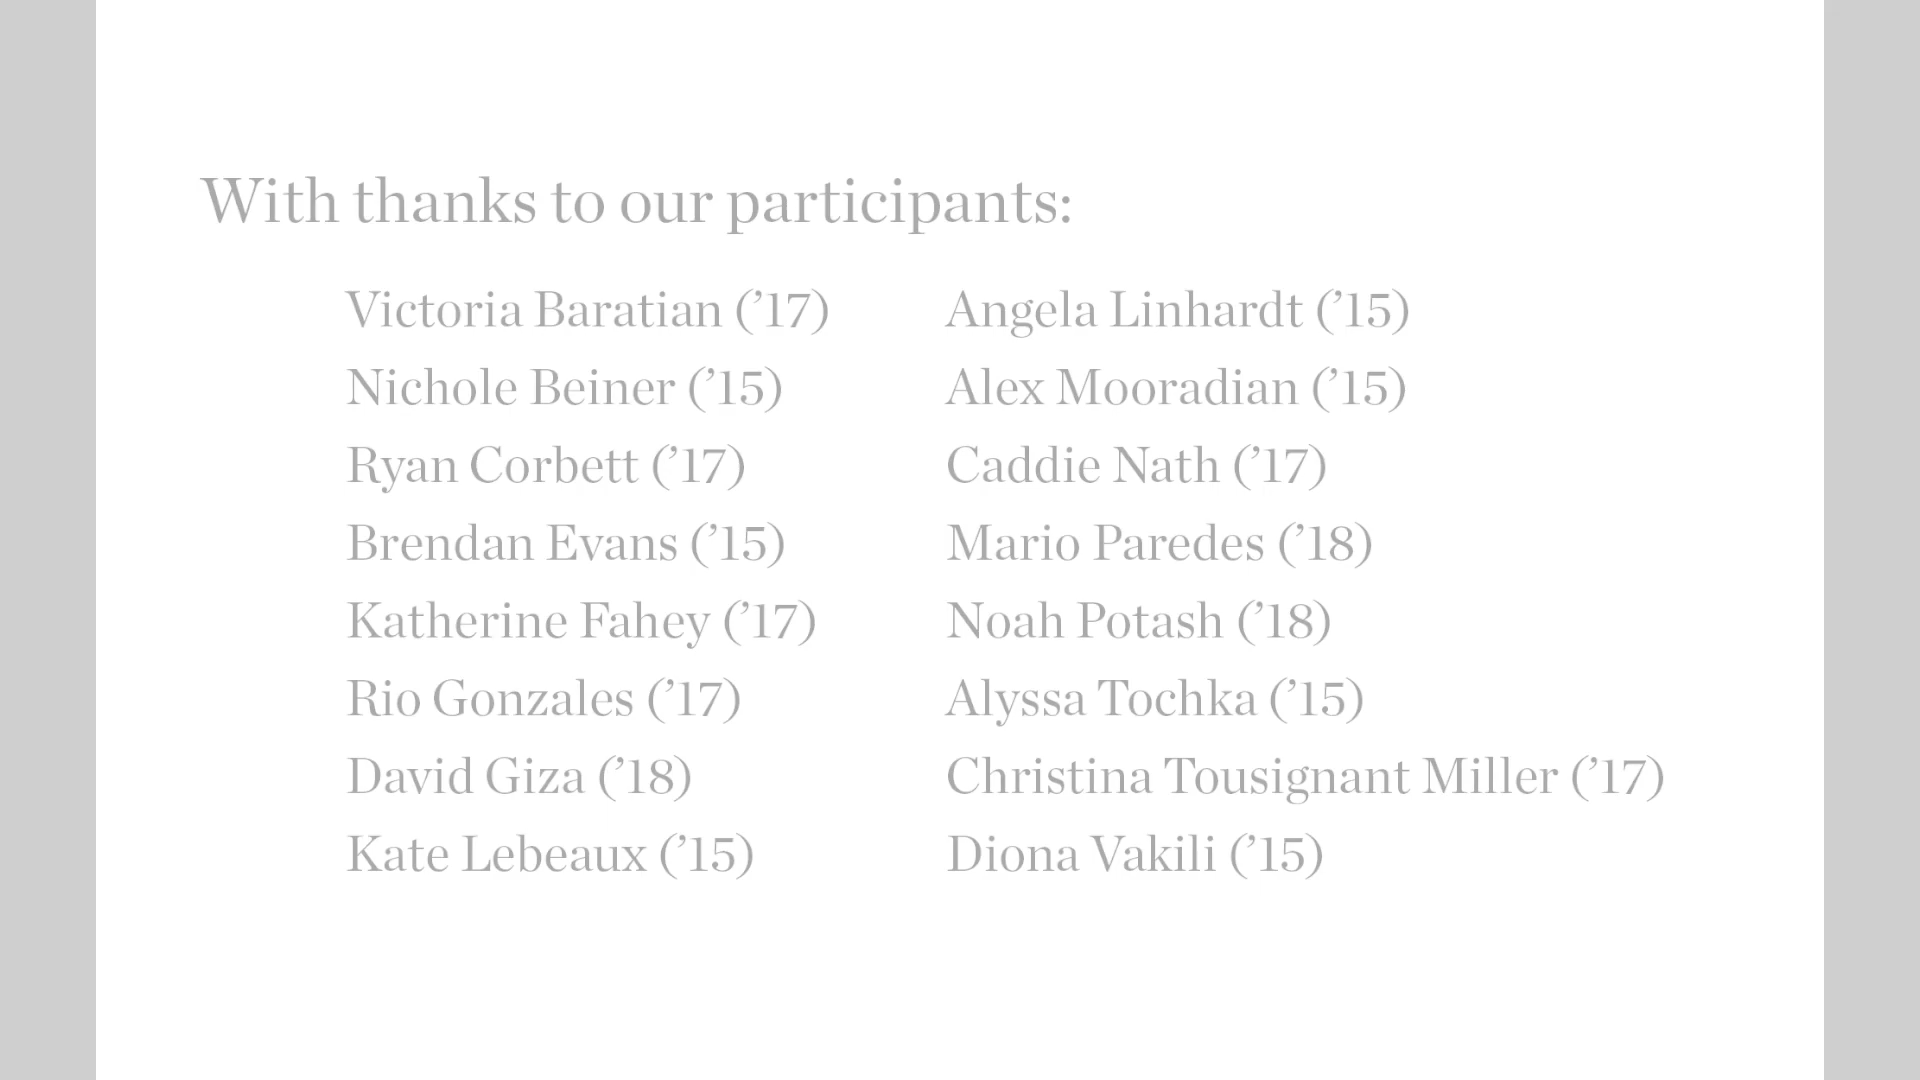 With thanks to our participants:
Victoria Baratian (’17)
Nichole Beiner (’15)
Ryan Corbett (’17)
Brendan Evans (’15)
Katherine Fahey (’17)
Rio Gonzales (’17)
David Giza (’18)
Kate Lebeaux (’15)
Angela Linhardt (’15)
Alex Mooradian (’15)
Caddie Nath (’17)
Mario Paredes (’18)
Noah Potash (’18)
Alyssa Tochka (’15)
Christina Tousignant Miller (’17)
Diona Vakili (’15)